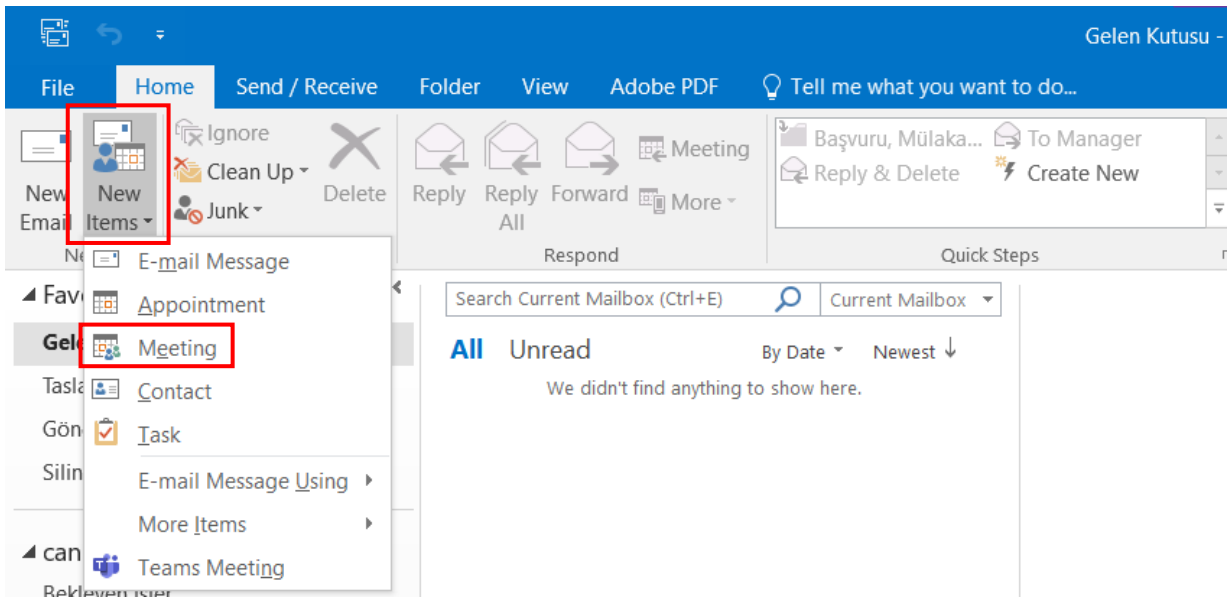 Gelen Kutusu -
File Home Send / Receive Folder View Adobe PDF Tell me what you want to do...
New Email
New Items
Ignore
Clean Up
Junk
Delete
Reply
Reply All
Forward
Meeting
More
Respond
Başvuru, Mülaka...
To Manager
Reply & Delete
Create New
Quick Steps
E-mail Message
Appointment
Meeting
Contact
Task
E-mail Message Using
More Items
Teams Meeting
Search Current Mailbox (Ctrl+E)
Current Mailbox
All Unread By Date Newest
We didn't find anything to show here.
can